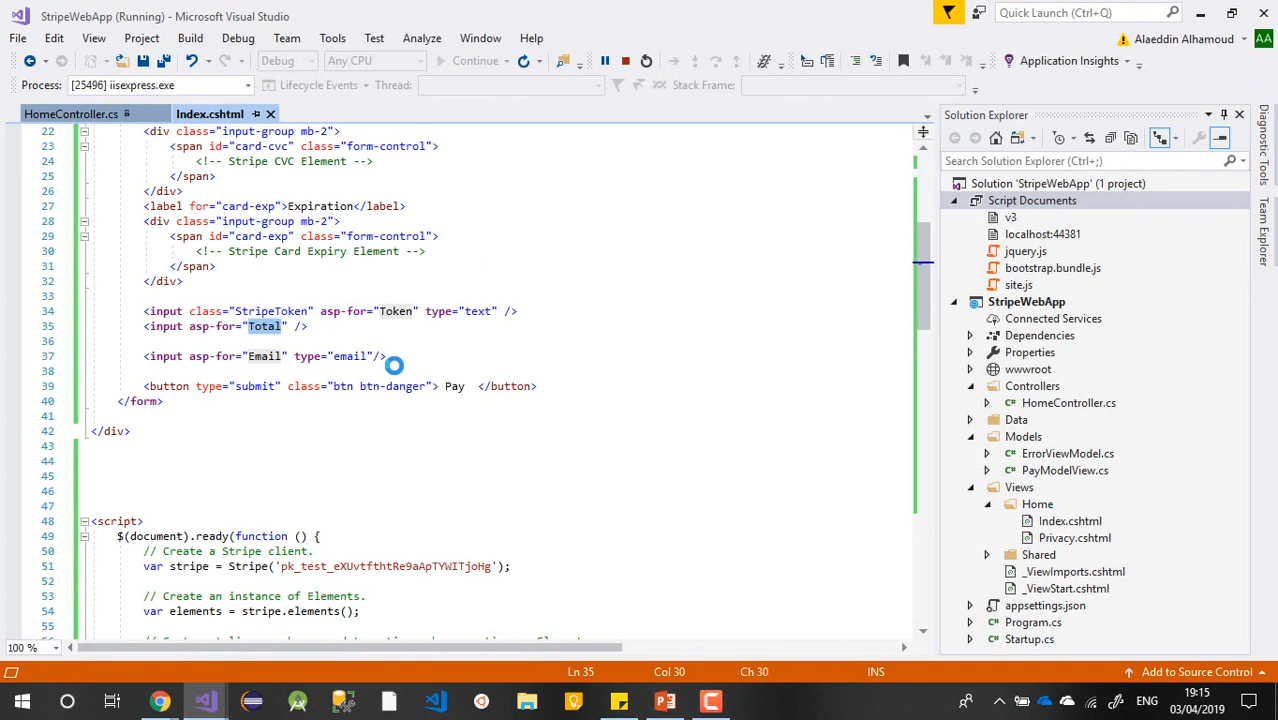 StripeWebApp (Running) - Microsoft Visual Studio
Quick Launch (Ctrl+Q)
File Edit View Project Build Debug Team Tools Test Analyze Window Help
Alaeddin Alhamoud AA
Debug Any CPU Continue Application Insights
Process: [25496] iisexpress.exe Lifecycle Events Thread: Stack Frame:
HomeController.cs Index.cshtml
22 <div class="input-group mb-2">
23 <span id="card-cvc" class="form-control">
24 <!-- Stripe CVC Element -->
25 </span>
26 </div>
27 <label for="card-exp">Expiration</label>
28 <div class="input-group mb-2">
29 <span id="card-exp" class="form-control">
30 <!-- Stripe Card Expiry Element -->
31 </span>
32 </div>
33
34 <input class="StripeToken" asp-for="Token" type="text" />
35 <input asp-for="Total" />
36
37 <input asp-for="Email" type="email"/>
38
39 <button type="submit" class="btn btn-danger"> Pay </button>
40 </form>
41
42 </div>
43
44
45
46
47
48 <script>
49 $(document).ready(function () {
50 // Create a Stripe client.
51 var stripe = Stripe('pk_test_eXUvtfthtRe9aApTYWITjoHg');
52
53 // Create an instance of Elements.
54 var elements = stripe.elements();
55
100 %
Solution Explorer
Search Solution Explorer (Ctrl+;)
Solution 'StripeWebApp' (1 project)
Script Documents
v3
localhost:44381
jquery.js
bootstrap.bundle.js
site.js
StripeWebApp
Connected Services
Dependencies
Properties
wwwroot
Controllers
HomeController.cs
Data
Models
ErrorViewModel.cs
PayModelView.cs
Views
Home
Index.cshtml
Privacy.cshtml
Shared
_ViewImports.cshtml
_ViewStart.cshtml
appsettings.json
Program.cs
Startup.cs
Diagnostic Tools
Team Explorer
Ln 35 Col 30 Ch 30 INS Add to Source Control
ENG 19:15
03/04/2019